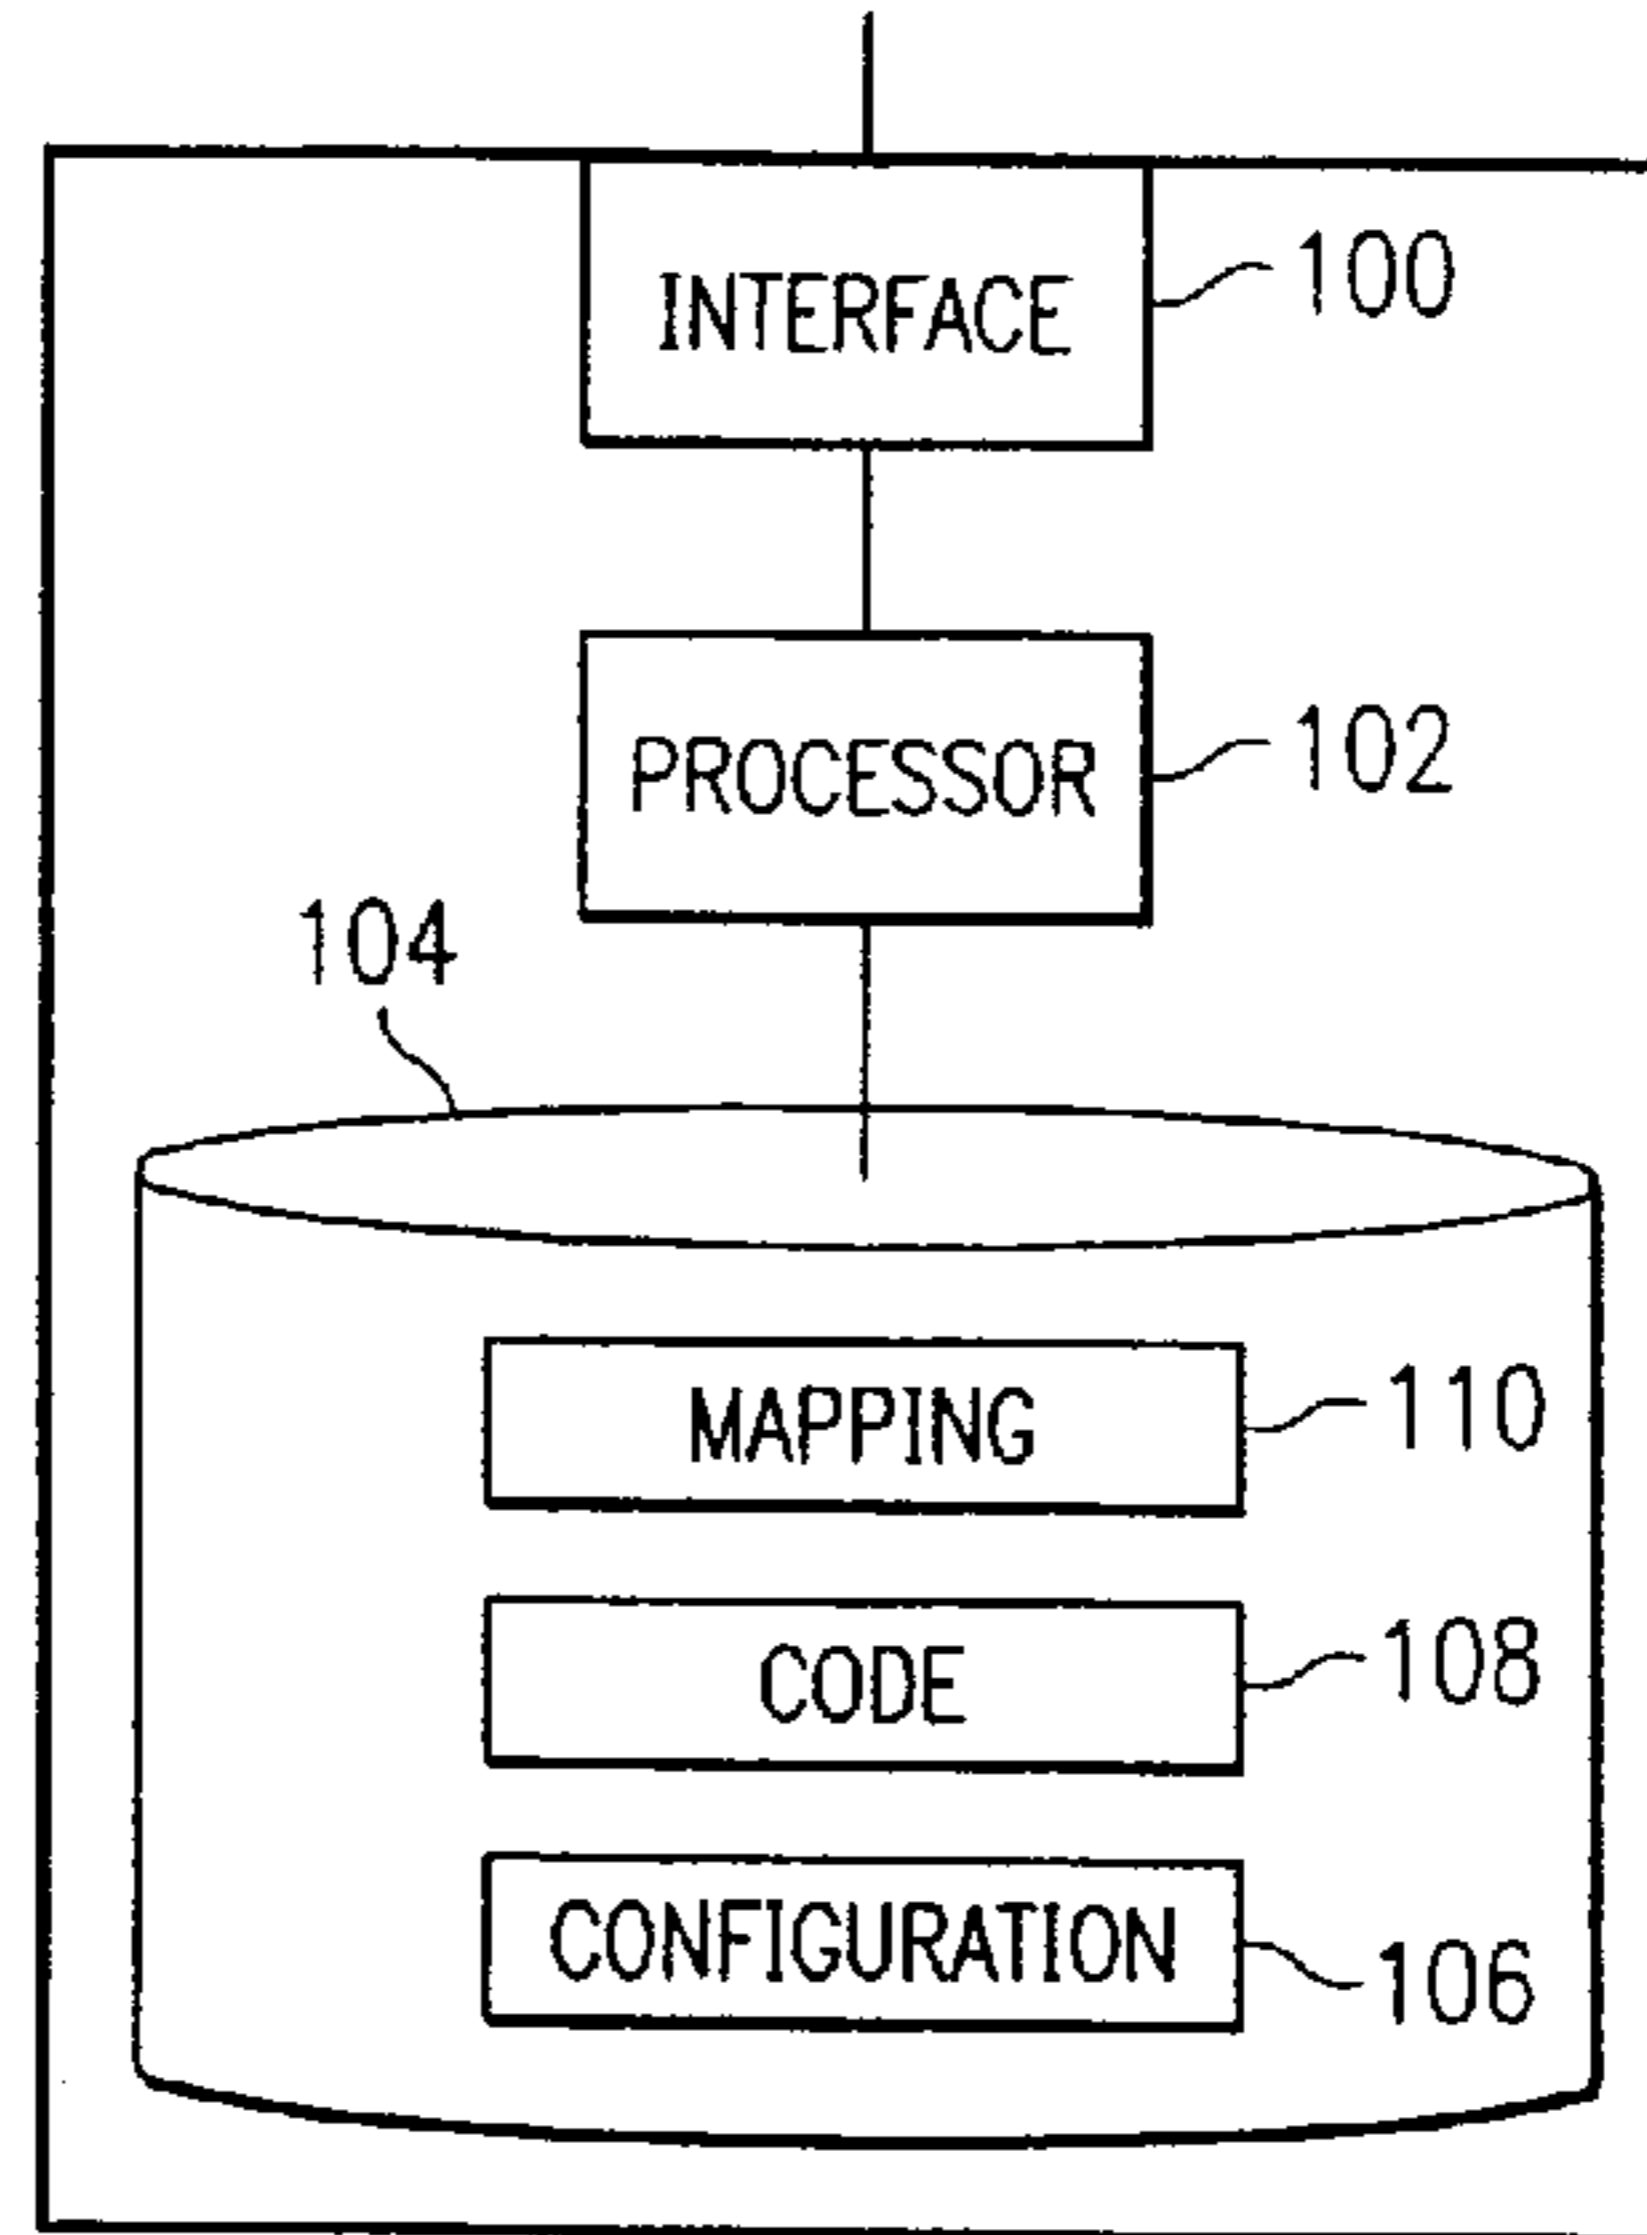 INTERFACE 100
PROCESSOR 102
104
MAPPING 110
CODE 108
CONFIGURATION 106